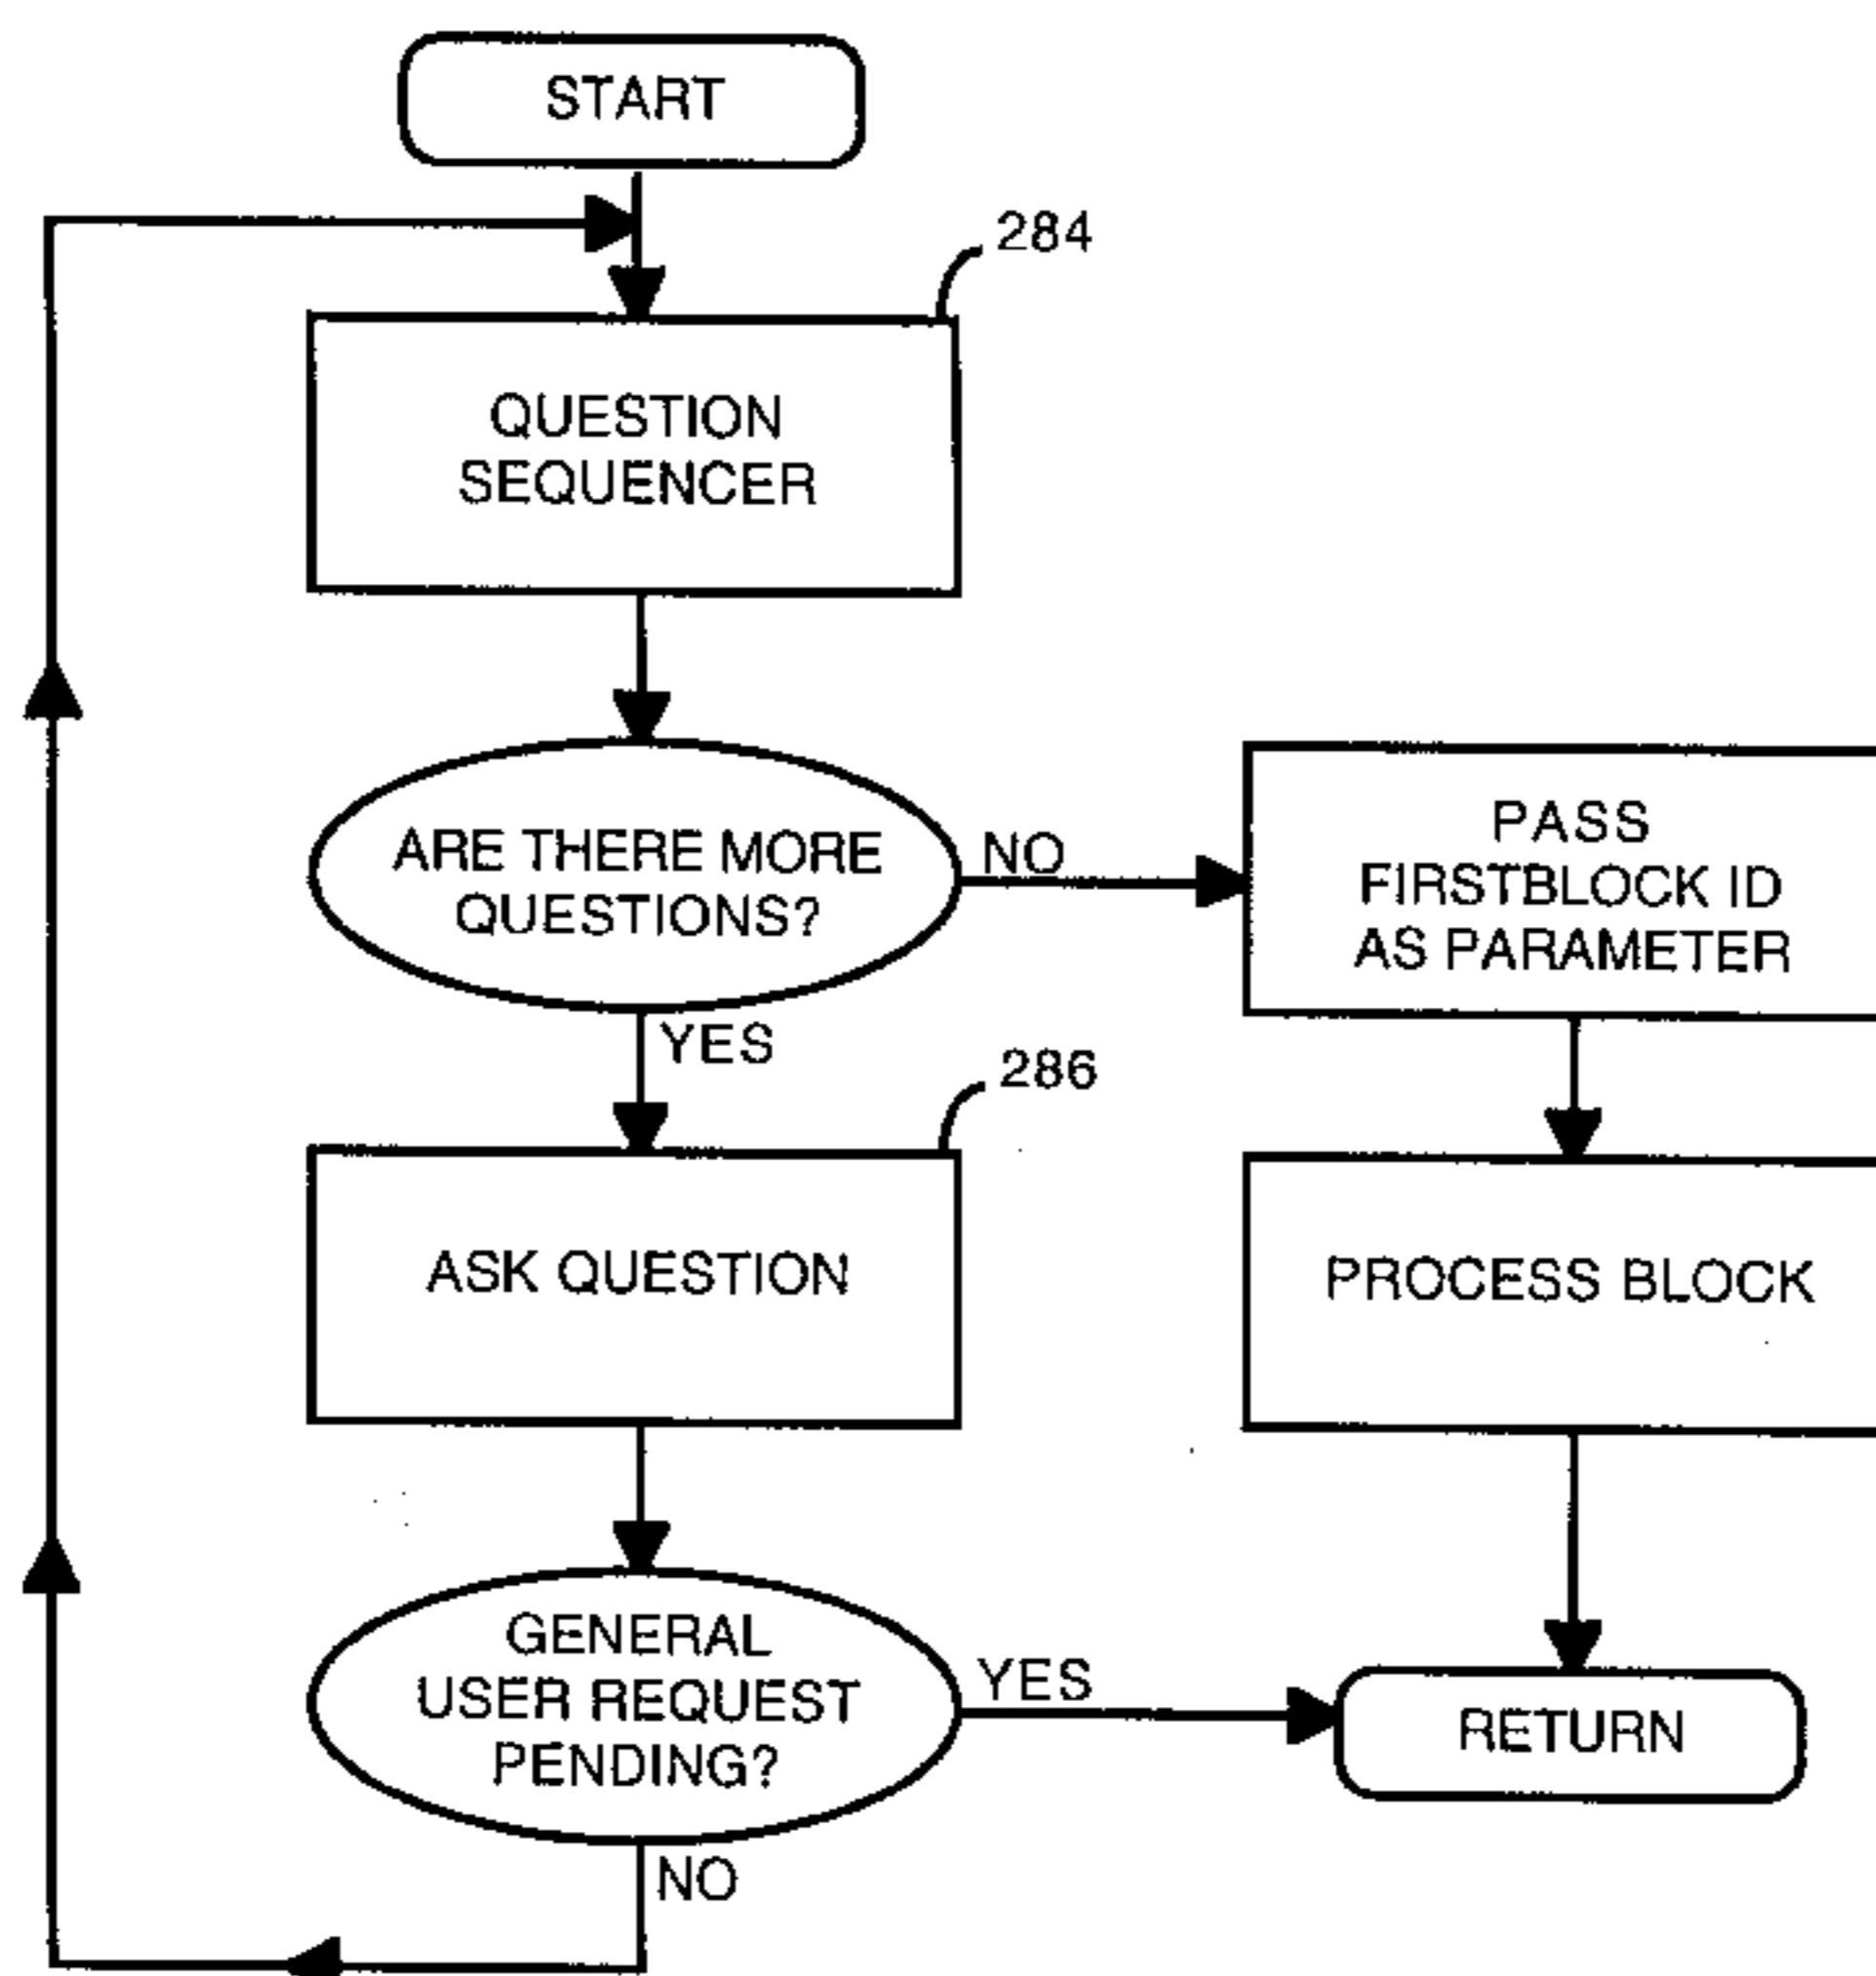 START
284
QUESTION
SEQUENCER
ARE THERE MORE
QUESTIONS?
NO
PASS
FIRSTBLOCK ID
AS PARAMETER
YES
286
ASK QUESTION
PROCESS BLOCK
GENERAL
USER REQUEST
PENDING?
YES
RETURN
NO